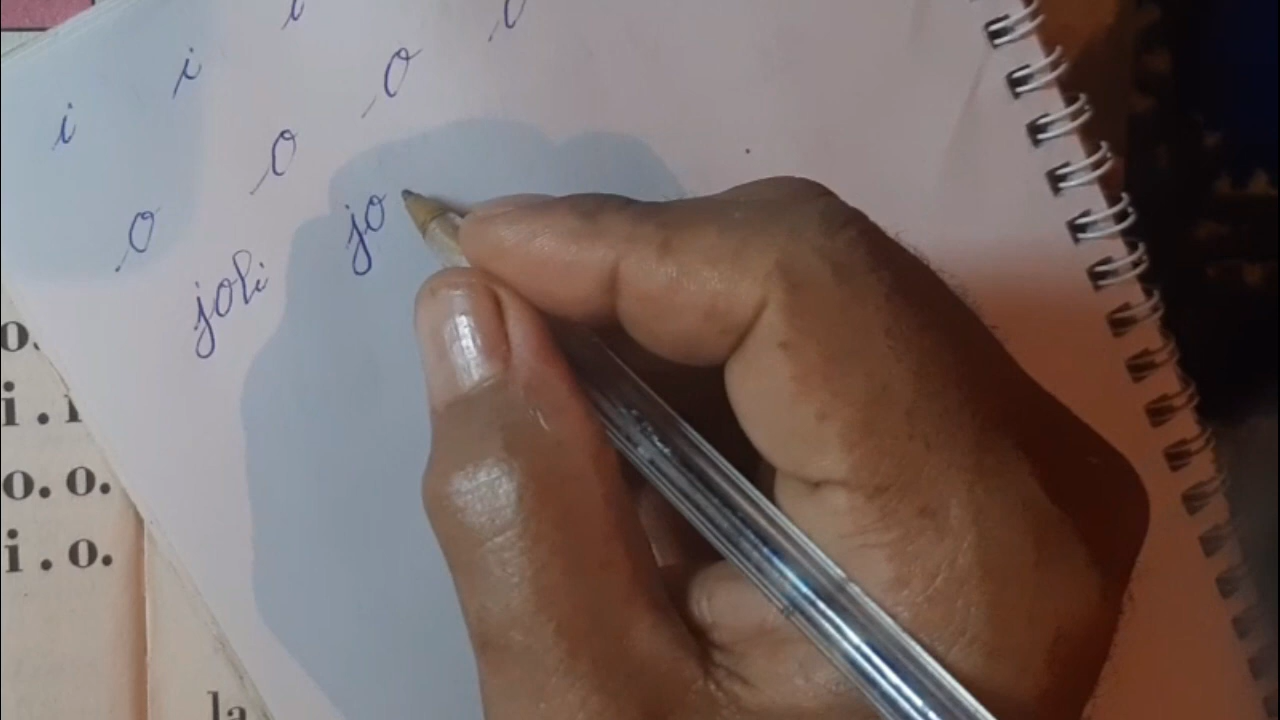 i i i
o o o o
joli jo
o.
i . i
o. o.
i . o.
la